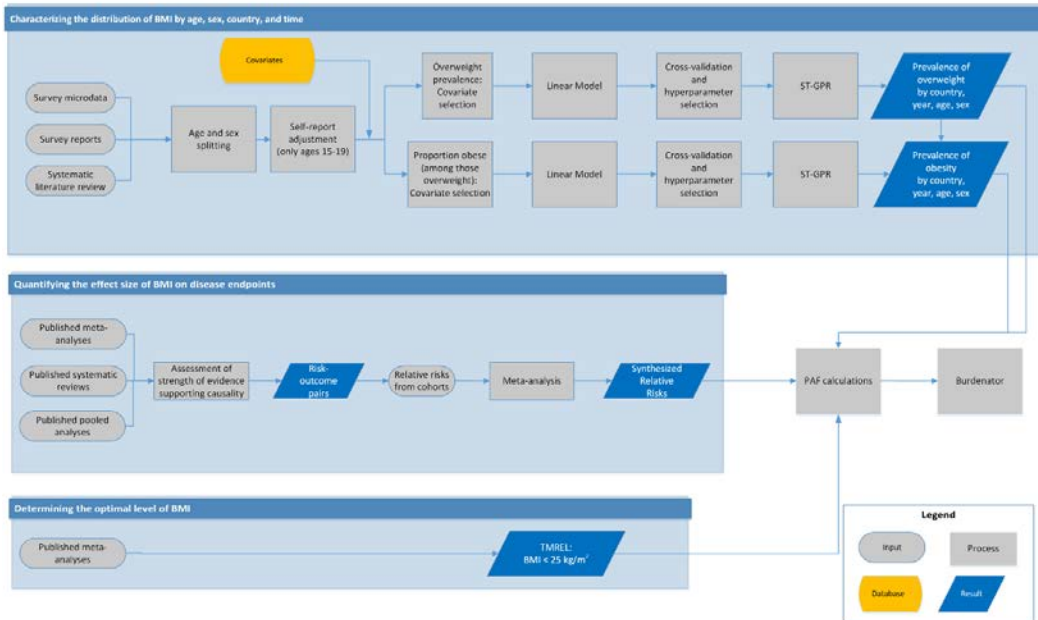 Characterizing the distribution of BMI by age, sex, country, and time
Covariates
Survey microdata
Survey reports
Systematic
literature review
Age and sex
splitting
Self-report
adjustment
(only ages 15-19)
Overweight
prevalence:
Covariate
selection
Linear Model
Cross-validation
and
hyperparameter
selection
ST-GPR
Prevalence of
overweight
by country,
year, age, sex
Proportion obese
(among those
overweight):
Covariate selection
Linear Model
Cross-validation
and
hyperparameter
selection
ST-GPR
Prevalence of
obesity
by country,
year, age, sex
Quantifying the effect size of BMI on disease endpoints
Published meta-
analyses
Published systematic
reviews
Published pooled
analyses
Assessment of
strength of evidence
supporting causality
Risk-
outcome
pairs
Relative risks
from cohorts
Meta-analysis
Synthesized
Relative
Risks
PAF calculations
Burdenator
Determining the optimal level of BMI
Published meta-
analyses
TMREL:
BMI < 25 kg/m²
Legend
Input
Process
Database
Result